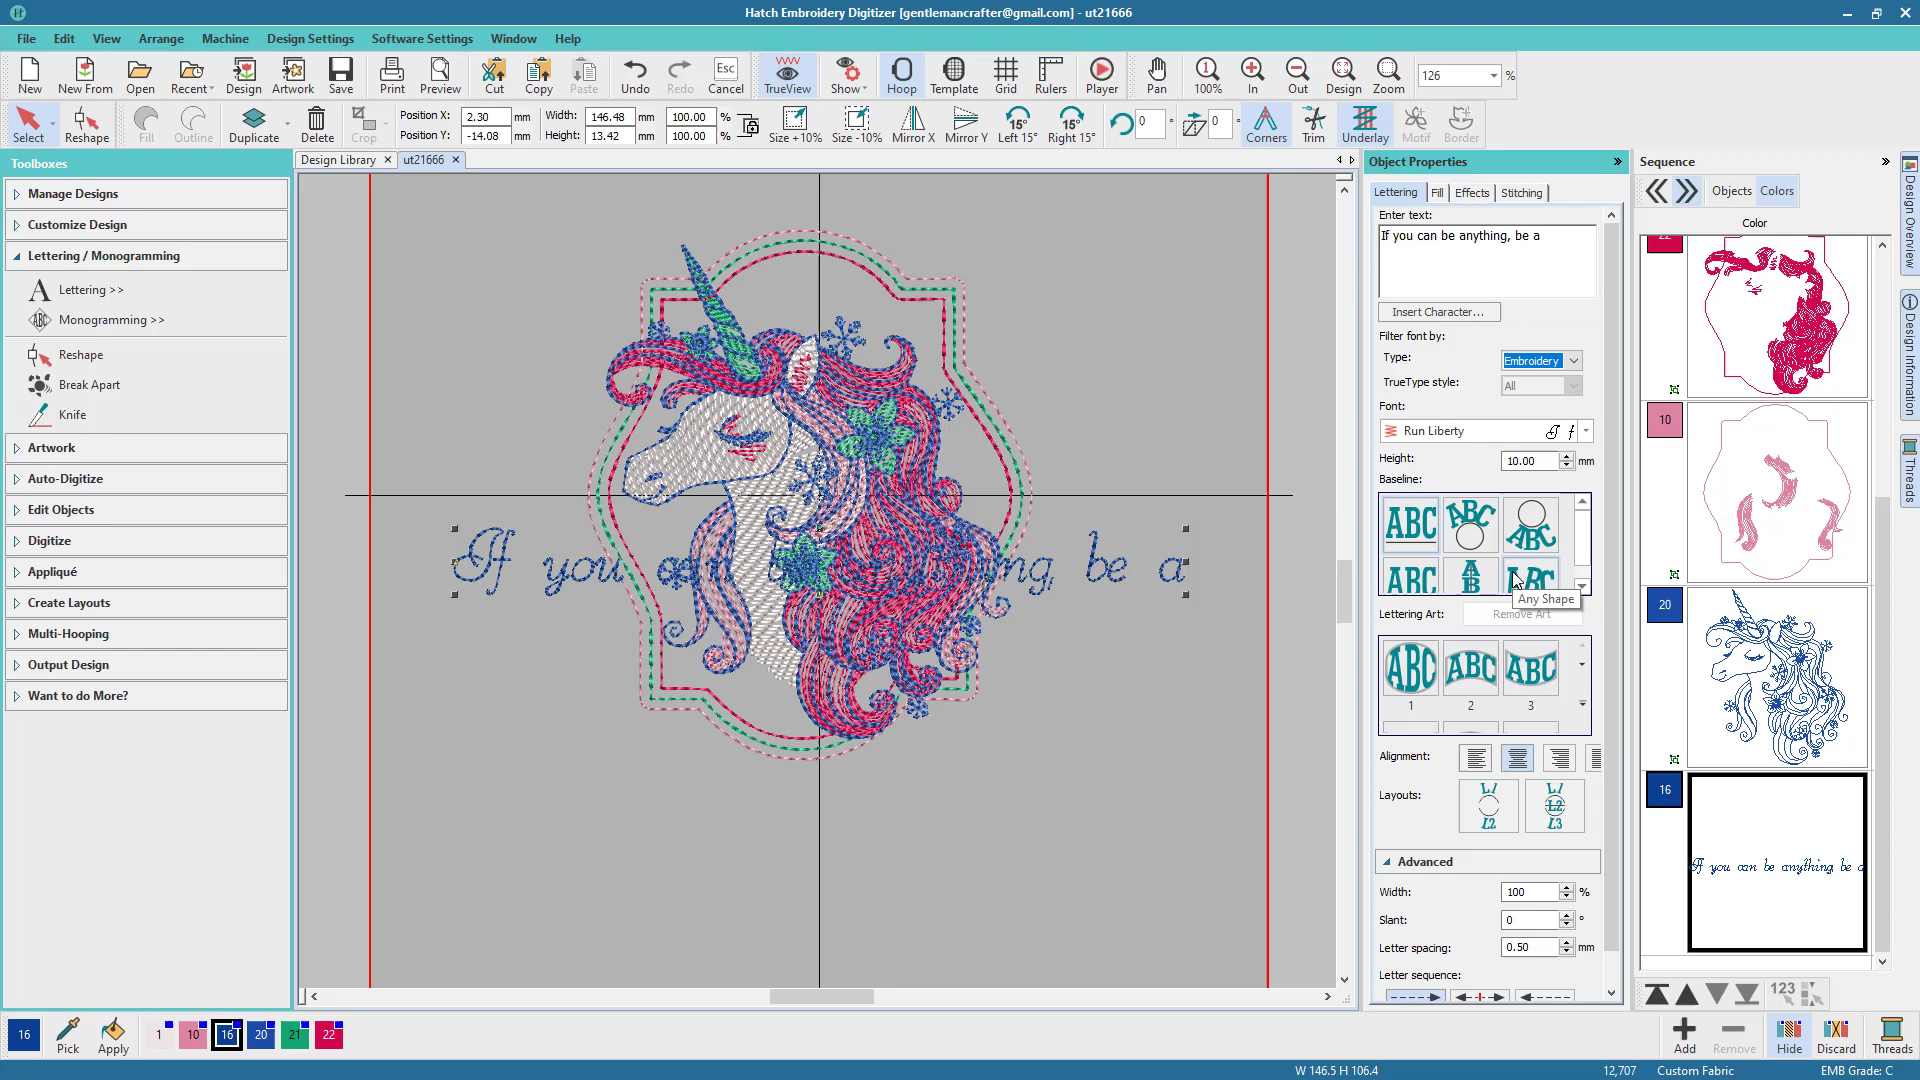 Hatch Embroidery Digitizer [gentlemancrafter@gmail.com] - ut21666
File Edit View Arrange Machine Design Settings Software Settings Window Help
New New From Open Recent Design Artwork Save Print Preview Cut Copy Paste Undo Redo Esc Cancel TrueView Show Hoop Template Grid Rulers Player Pan 1 100% In Out Design Zoom 126 %
Select Reshape Fill Outline Duplicate Delete Crop
Position X: 2.30 mm Width: 146.48 mm 100.00 %
Position Y: -14.08 mm Height: 13.42 mm 100.00 %
Size +10% Size -10% Mirror X Mirror Y 15° Left 15° 15° Right 15° 0 ° 0 ° Corners Trim Underlay Motif Border
Toolboxes
Manage Designs
Customize Design
Lettering / Monogramming
Lettering >>
Monogramming >>
Reshape
Break Apart
Knife
Artwork
Auto-Digitize
Edit Objects
Digitize
Appliqué
Create Layouts
Multi-Hooping
Output Design
Want to do More?
Design Library ut21666
If you be a
Object Properties
Lettering Fill Effects Stitching
Enter text:
If you can be anything, be a
Insert Character...
Filter font by:
Type: Embroidery
TrueType style: All
Font:
Run Liberty
Height: 10.00 mm
Baseline:
ABC ABC ABC
ABC A B ABC
Any Shape
Lettering Art: Remove Art
ABC ABC ABC
1 2 3
Alignment:
Layouts: L1 L2 L1 L2 L3
Advanced
Width: 100 %
Slant: 0 °
Letter spacing: 0.50 mm
Letter sequence:
Sequence
Objects Colors
Color
22
10
20
16
If you can be anything, be a
123
Design Overview
Design Information
Threads
16 Pick Apply 1 10 16 20 21 22
Add Remove Hide Discard Threads
W 146.5 H 106.4 12,707 Custom Fabric EMB Grade: C